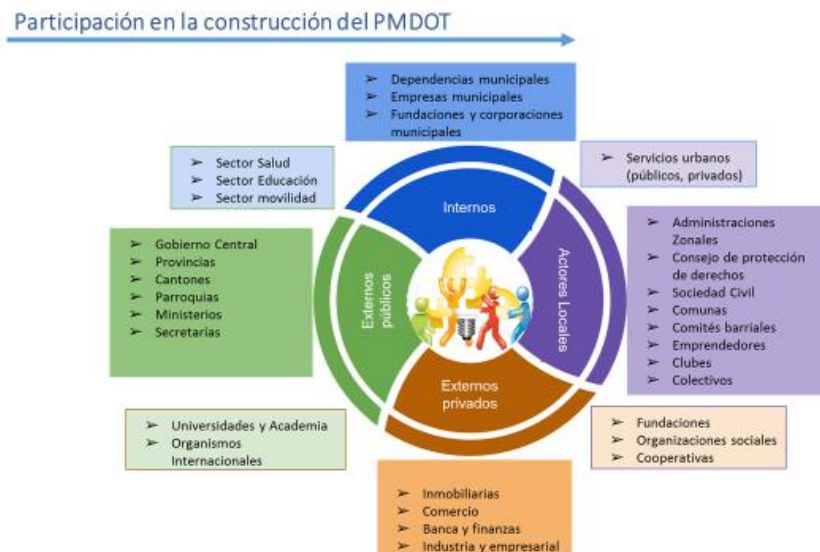 Participación en la construcción del PMDOT
➢ Dependencias municipales
➢ Empresas municipales
➢ Fundaciones y corporaciones
municipales
➢ Sector Salud
➢ Sector Educación
➢ Sector movilidad
➢ Servicios urbanos
(públicos, privados)
Internos
➢ Gobierno Central
➢ Provincias
➢ Cantones
➢ Parroquias
➢ Ministerios
➢ Secretarías
Externos
públicos
Actores Locales
➢ Administraciones
Zonales
➢ Consejo de protección
de derechos
➢ Sociedad Civil
➢ Comunas
➢ Comités barriales
➢ Emprendedores
➢ Clubes
➢ Colectivos
Externos
privados
➢ Universidades y Academia
➢ Organismos
Internacionales
➢ Fundaciones
➢ Organizaciones sociales
➢ Cooperativas
➢ Inmobiliarias
➢ Comercio
➢ Banca y finanzas
➢ Industria y empresarial